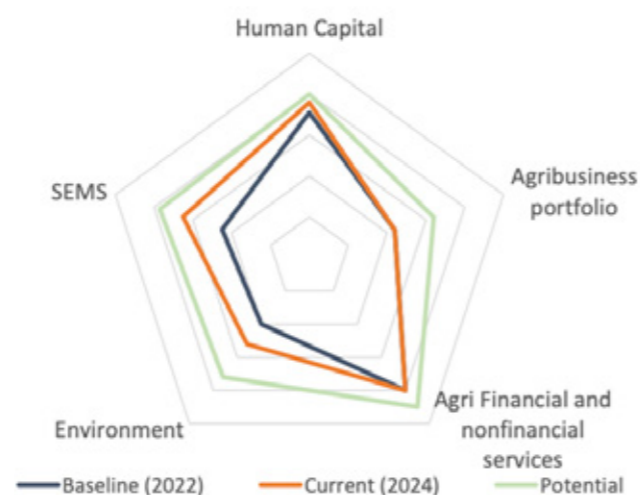 Human Capital
SEMS
Agribusiness
portfolio
Environment
Agri Financial and
nonfinancial
services
Baseline (2022)
Current (2024)
Potential